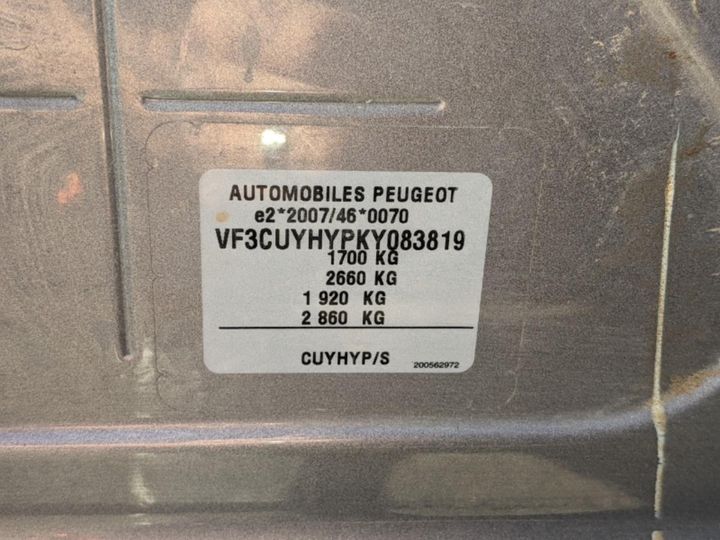 AUTOMOBILES PEUGEOT
e2*2007/46*0070
VF3CUYHYPKY083819
1700 KG
2660 KG
1 920 KG
2 860 KG
CUYHYP/S
200562972